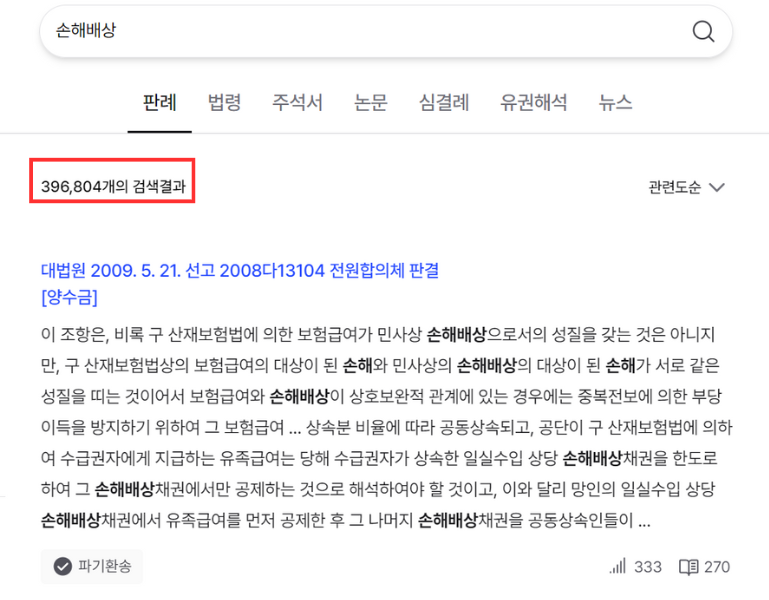 손해배상
판례 법령 주석서 논문 심결례 유권해석 뉴스
396,804개의 검색결과
관련도순
대법원 2009. 5. 21. 선고 2008다13104 전원합의체 판결
[양수금]
이 조항은, 비록 구 산재보험법에 의한 보험급여가 민사상 손해배상으로서의 성질을 갖는 것은 아니지
만, 구 산재보험법상의 보험급여의 대상이 된 손해와 민사상의 손해배상의 대상이 된 손해가 서로 같은
성질을 띠는 것이어서 보험급여와 손해배상이 상호보완적 관계에 있는 경우에는 중복전보에 의한 부당
이득을 방지하기 위하여 그 보험급여 ... 상속분 비율에 따라 공동상속되고, 공단이 구 산재보험법에 의하
여 수급권자에게 지급하는 유족급여는 당해 수급권자가 상속한 일실수입 상당 손해배상채권을 한도로
하여 그 손해배상채권에서만 공제하는 것으로 해석하여야 할 것이고, 이와 달리 망인의 일실수입 상당
손해배상채권에서 유족급여를 먼저 공제한 후 그 나머지 손해배상채권을 공동상속인들이 ...
파기환송
333 270